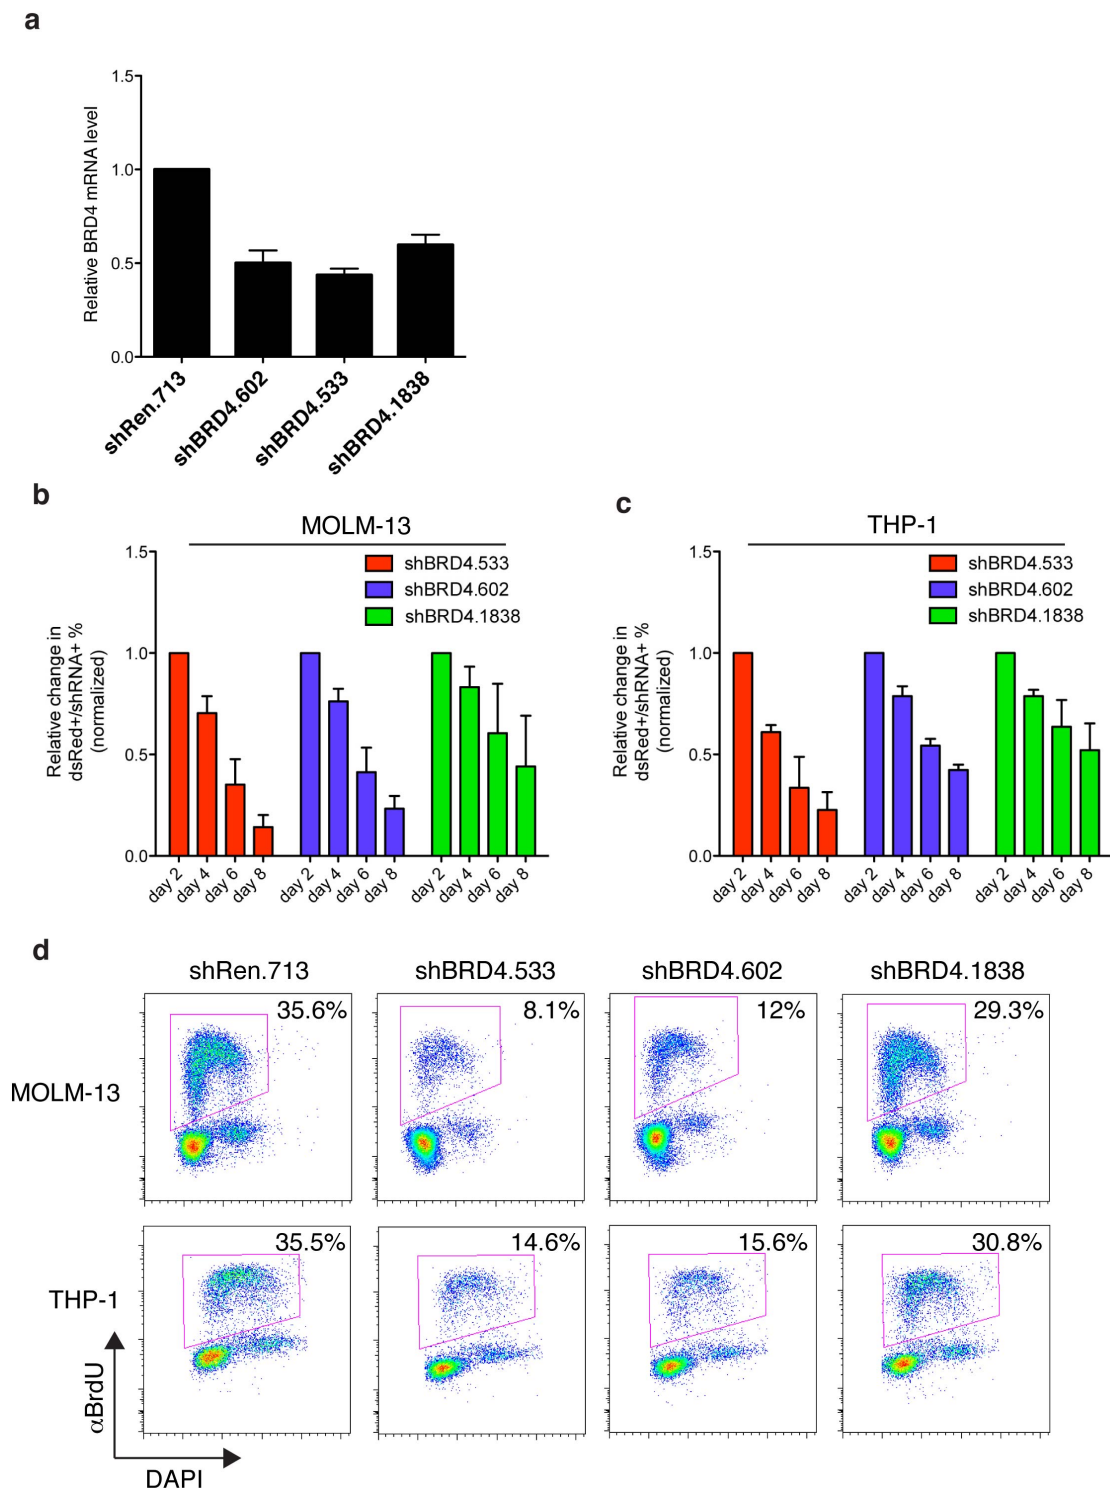 a
1.5
1.0
0.5
0.0
Relative BRD4 mRNA level
shRen.713
shBRD4.602
shBRD4.533
shBRD4.1838
b
MOLM-13
1.5
1.0
0.5
0.0
Relative change in
dsRed+/shRNA+ %
(normalized)
shBRD4.533
shBRD4.602
shBRD4.1838
day 2
day 4
day 6
day 8
day 2
day 4
day 6
day 8
day 2
day 4
day 6
day 8
c
THP-1
1.5
1.0
0.5
0.0
Relative change in
dsRed+/shRNA+ %
(normalized)
shBRD4.533
shBRD4.602
shBRD4.1838
day 2
day 4
day 6
day 8
day 2
day 4
day 6
day 8
day 2
day 4
day 6
day 8
d
shRen.713
shBRD4.533
shBRD4.602
shBRD4.1838
MOLM-13
35.6%
8.1%
12%
29.3%
THP-1
35.5%
14.6%
15.6%
30.8%
αBrdU
DAPI